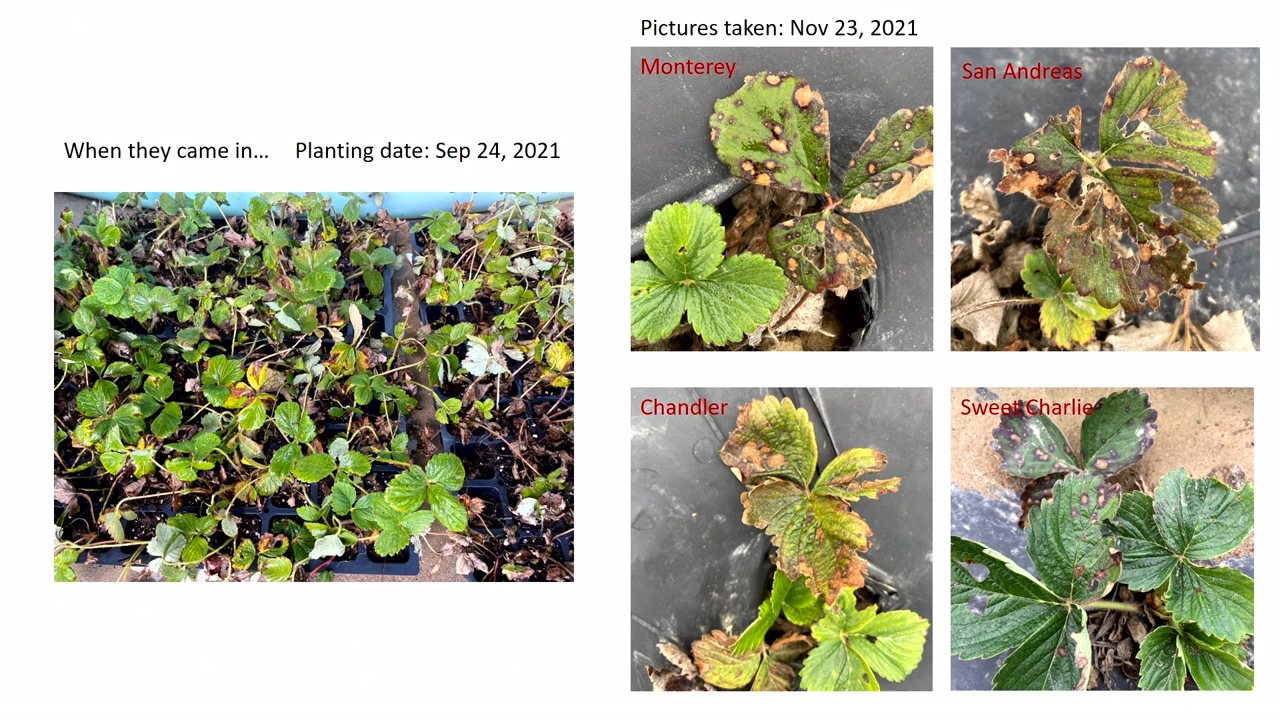 Pictures taken: Nov 23, 2021
Monterey
San Andreas
When they came in... Planting date: Sep 24, 2021
Chandler
Sweet Charlie